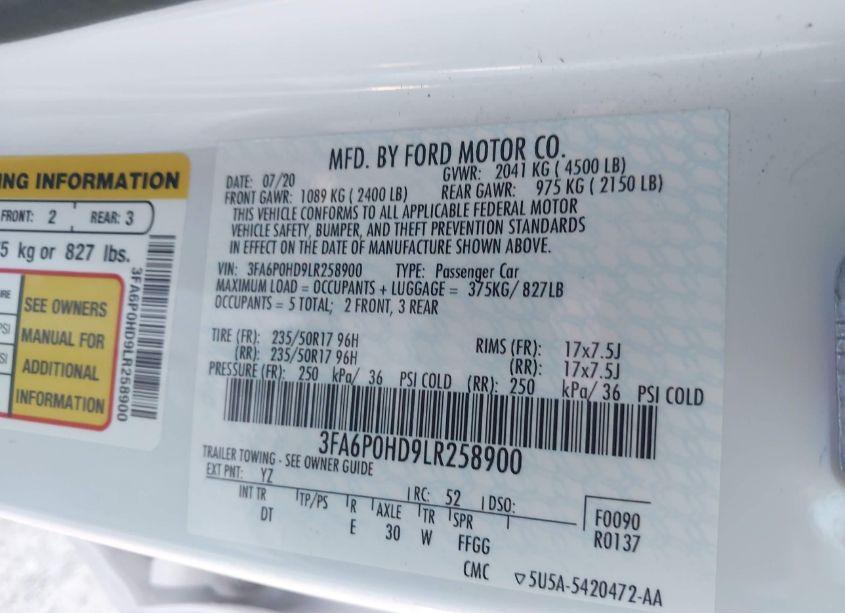 NG INFORMATION
FRONT: 2 REAR: 3
5 kg or 827 lbs.
SEE OWNERS
MANUAL FOR
ADDITIONAL
INFORMATION
3FA6P0HD9LR258900
MFD. BY FORD MOTOR CO.
DATE: 07/20 GVWR: 2041 KG ( 4500 LB)
FRONT GAWR: 1089 KG ( 2400 LB) REAR GAWR: 975 KG ( 2150 LB)
THIS VEHICLE CONFORMS TO ALL APPLICABLE FEDERAL MOTOR
VEHICLE SAFETY, BUMPER, AND THEFT PREVENTION STANDARDS
IN EFFECT ON THE DATE OF MANUFACTURE SHOWN ABOVE.
VIN: 3FA6P0HD9LR258900 TYPE: Passenger Car
MAXIMUM LOAD = OCCUPANTS + LUGGAGE = 375KG/ 827LB
OCCUPANTS = 5 TOTAL; 2 FRONT, 3 REAR
TIRE (FR): 235/50R17 96H RIMS (FR): 17x7.5J
(RR): 235/50R17 96H (RR): 17x7.5J
PRESSURE (FR): 250 kPa/ 36 PSI COLD (RR): 250 kPa/ 36 PSI COLD
3FA6P0HD9LR258900
TRAILER TOWING - SEE OWNER GUIDE
EXT PNT: YZ RC: 52 DSO:
INT TR TP/PS R AXLE TR SPR
DT E 30 W FFGG
CMC
F0090
R0137
▽5U5A-5420472-AA